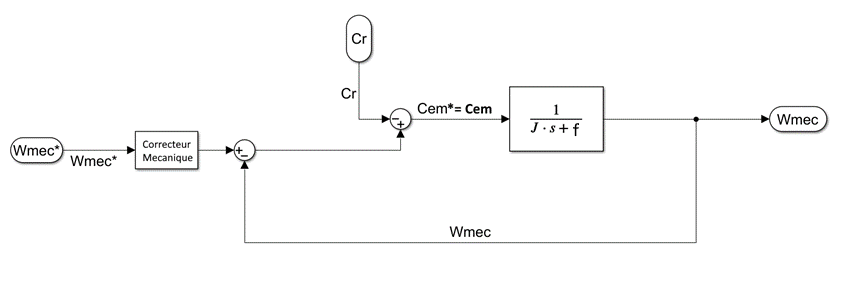 Cr
Cr
Cem*= Cem
1
J · s + f
Wmec
Wmec*
Wmec*
Correcteur
Mecanique
Wmec